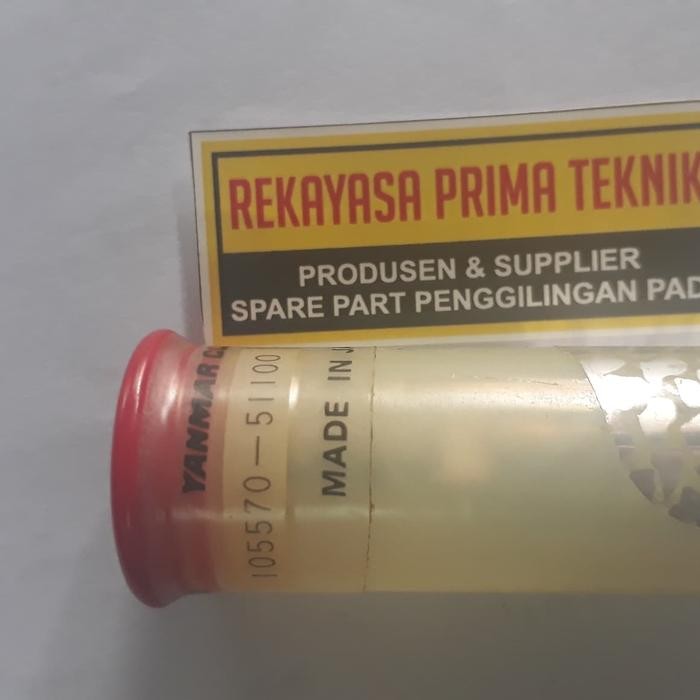 REKAYASA PRIMA TEKNIK
PRODUSEN & SUPPLIER
SPARE PART PENGGILINGAN PAD
YANMAR
105570-51100
MADE IN